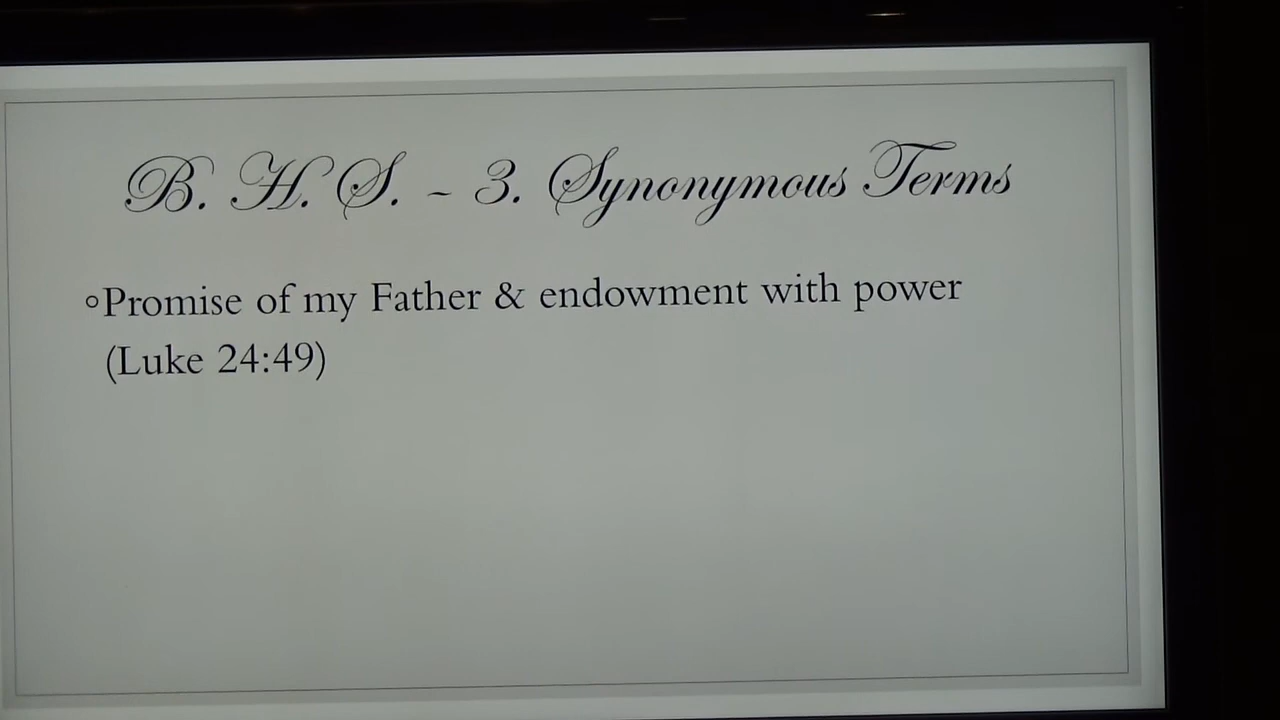 B. H. S. ~ 3. Synonymous Terms
Promise of my Father & endowment with power
(Luke 24:49)